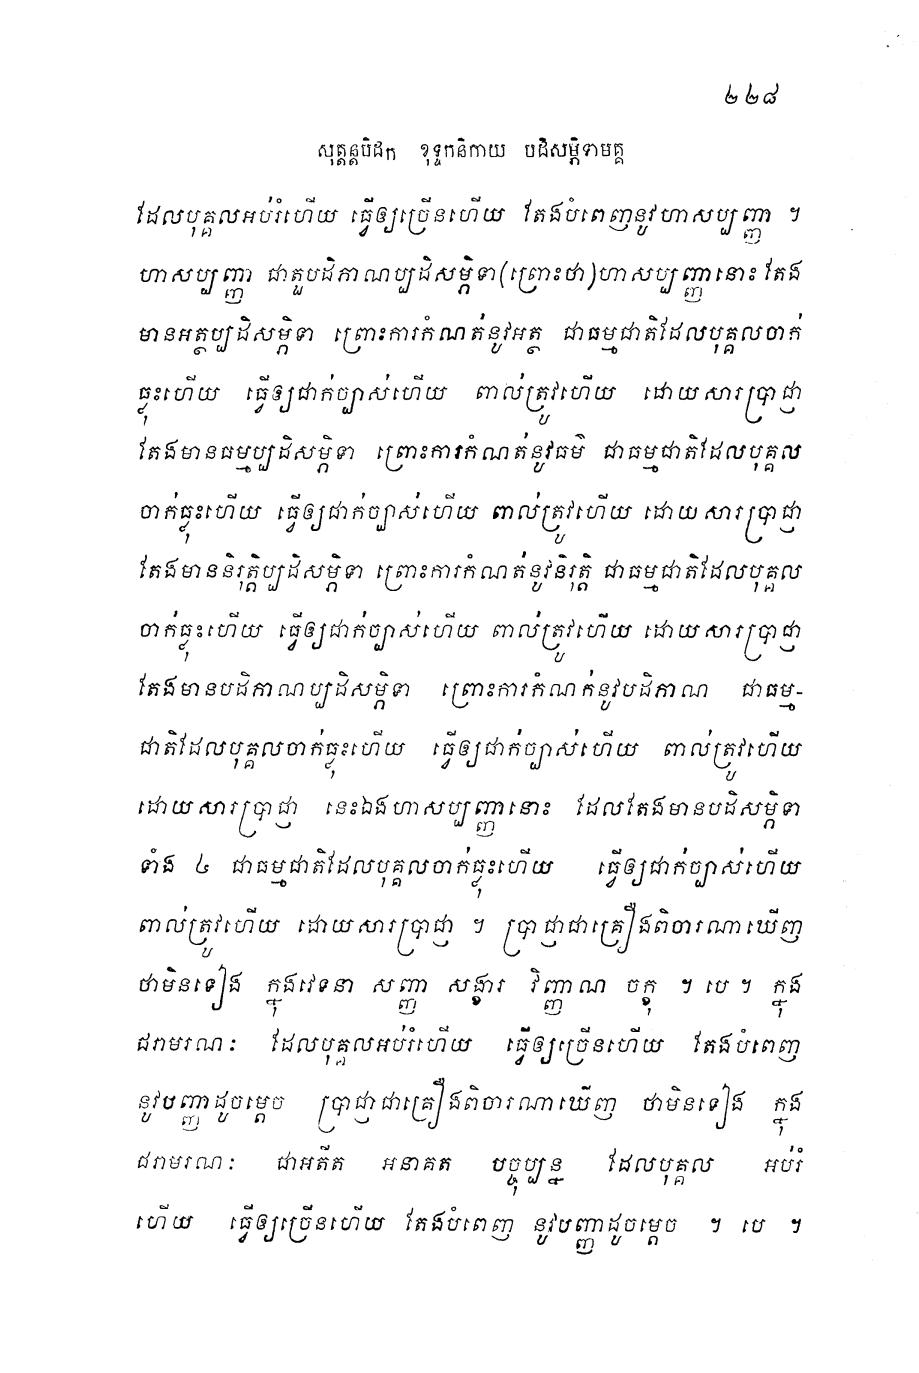 ២២៨
សុត្តន្តបិដក ខុទ្ទកនិកាយ បដិសម្ភិទាមគ្គ
ដែលបុគ្គលអប់រំហើយ ធ្វើឲ្យច្រើនហើយ តែងបំពេញនូវហាសប្បញ្ញា ។
ហាសប្បញ្ញា ជាតួបដិភាណប្បដិសម្ភិទា (ព្រោះថា) ហាសប្បញ្ញានោះ តែង
មានអត្ថប្បដិសម្ភិទា ព្រោះការកំណត់នូវអត្ថ ជាធម្មជាតិដែលបុគ្គលចាក់
ធ្លុះហើយ ធ្វើឲ្យជាក់ច្បាស់ហើយ ពាល់ត្រូវហើយ ដោយសារប្រាជ្ញា
តែងមានធម្មប្បដិសម្ភិទា ព្រោះការកំណត់នូវធម៌ ជាធម្មជាតិដែលបុគ្គល
ចាក់ធ្លុះហើយ ធ្វើឲ្យជាក់ច្បាស់ហើយ ពាល់ត្រូវហើយ ដោយសារប្រាជ្ញា
តែងមាននិរុត្តិប្បដិសម្ភិទា ព្រោះការកំណត់នូវនិរុត្តិ ជាធម្មជាតិដែលបុគ្គល
ចាក់ធ្លុះហើយ ធ្វើឲ្យជាក់ច្បាស់ហើយ ពាល់ត្រូវហើយ ដោយសារប្រាជ្ញា
តែងមានបដិភាណប្បដិសម្ភិទា ព្រោះការកំណក់នូវបដិភាណ ជាធម្ម-
ជាតិដែលបុគ្គលចាក់ធ្លុះហើយ ធ្វើឲ្យជាក់ច្បាស់ហើយ ពាល់ត្រូវហើយ
ដោយសារប្រាជ្ញា នេះឯងហាសប្បញ្ញានោះ ដែលតែងមានបដិសម្ភិទា
ទាំង ៤ ជាធម្មជាតិដែលបុគ្គលចាក់ធ្លុះហើយ ធ្វើឲ្យជាក់ច្បាស់ហើយ
ពាល់ត្រូវហើយ ដោយសារប្រាជ្ញា ។ ប្រាជ្ញាជាគ្រឿងពិចារណាឃើញ
ថាមិនទៀង ក្នុងវេទនា សញ្ញា សង្ខារ វិញ្ញាណ ចក្ខុ ។ បេ ។ ក្នុង
ជរាមរណៈ ដែលបុគ្គលអប់រំហើយ ធ្វើឲ្យច្រើនហើយ តែងបំពេញ
នូវបញ្ញាដូចម្តេច ប្រាជ្ញាជាគ្រឿងពិចារណាឃើញ ថាមិនទៀង ក្នុង
ជរាមរណៈ ជាអតីត អនាគត បច្ចុប្បន្ន ដែលបុគ្គល អប់រំ
ហើយ ធ្វើឲ្យច្រើនហើយ តែងបំពេញ នូវបញ្ញាដូចម្តេច ។ បេ ។